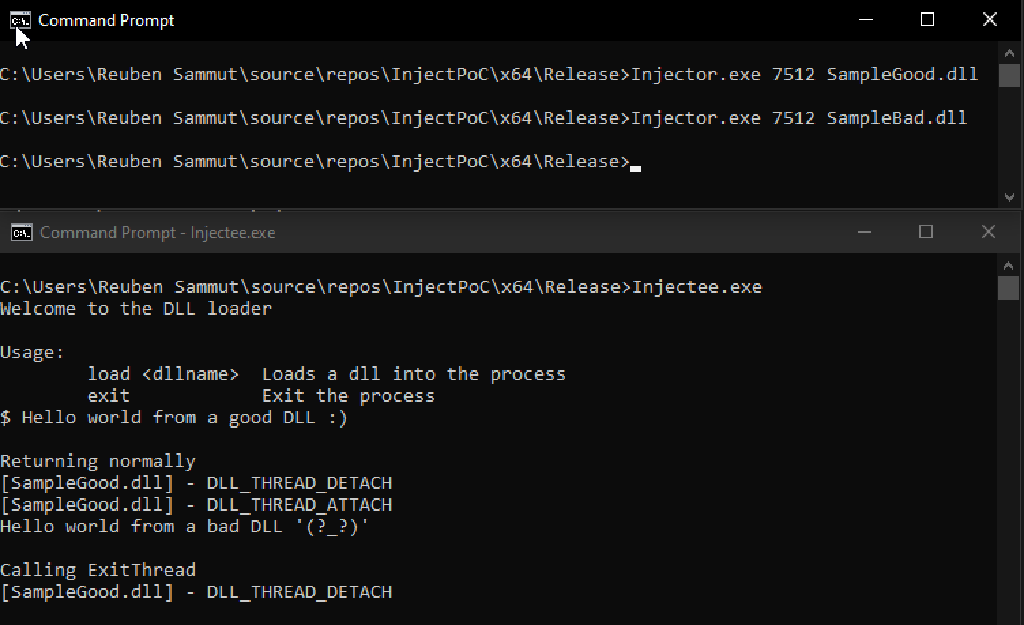 Command Prompt
C:\Users\Reuben Sammut\source\repos\InjectPoC\x64\Release>Injector.exe 7512 SampleGood.dll
C:\Users\Reuben Sammut\source\repos\InjectPoC\x64\Release>Injector.exe 7512 SampleBad.dll
C:\Users\Reuben Sammut\source\repos\InjectPoC\x64\Release>
Command Prompt - Injectee.exe
C:\Users\Reuben Sammut\source\repos\InjectPoC\x64\Release>Injectee.exe
Welcome to the DLL loader
Usage:
load <dllname> Loads a dll into the process
exit Exit the process
$ Hello world from a good DLL :)
Returning normally
[SampleGood.dll] - DLL_THREAD_DETACH
[SampleGood.dll] - DLL_THREAD_ATTACH
Hello world from a bad DLL '(?_?)'
Calling ExitThread
[SampleGood.dll] - DLL_THREAD_DETACH